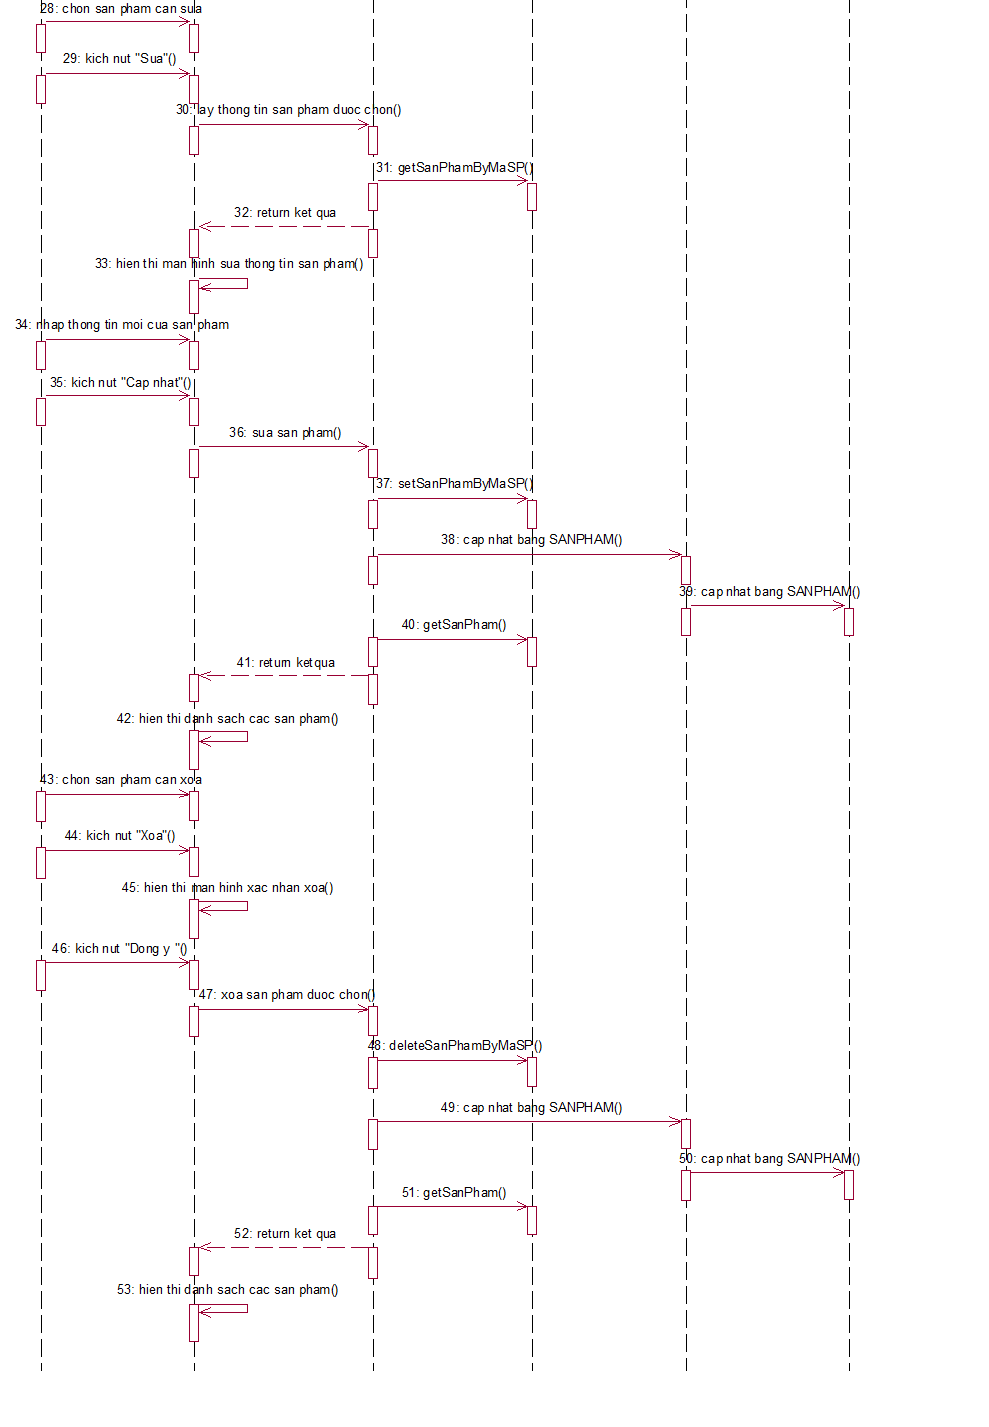 28: chon san pham can sua
29: kich nut "Sua"()
30: lay thong tin san pham duoc chon()
31: getSanPhamByMaSP()
32: return ket qua
33: hien thi man hinh sua thong tin san pham()
34: nhap thong tin moi cua san pham
35: kich nut "Cap nhat"()
36: sua san pham()
37: setSanPhamByMaSP()
38: cap nhat bang SANPHAM()
39: cap nhat bang SANPHAM()
40: getSanPham()
41: return ket qua
42: hien thi danh sach cac san pham()
43: chon san pham can xoa
44: kich nut "Xoa"()
45: hien thi man hinh xac nhan xoa()
46: kich nut "Dong y "()
47: xoa san pham duoc chon()
48: deleteSanPhamByMaSP()
49: cap nhat bang SANPHAM()
50: cap nhat bang SANPHAM()
51: getSanPham()
52: return ket qua
53: hien thi danh sach cac san pham()